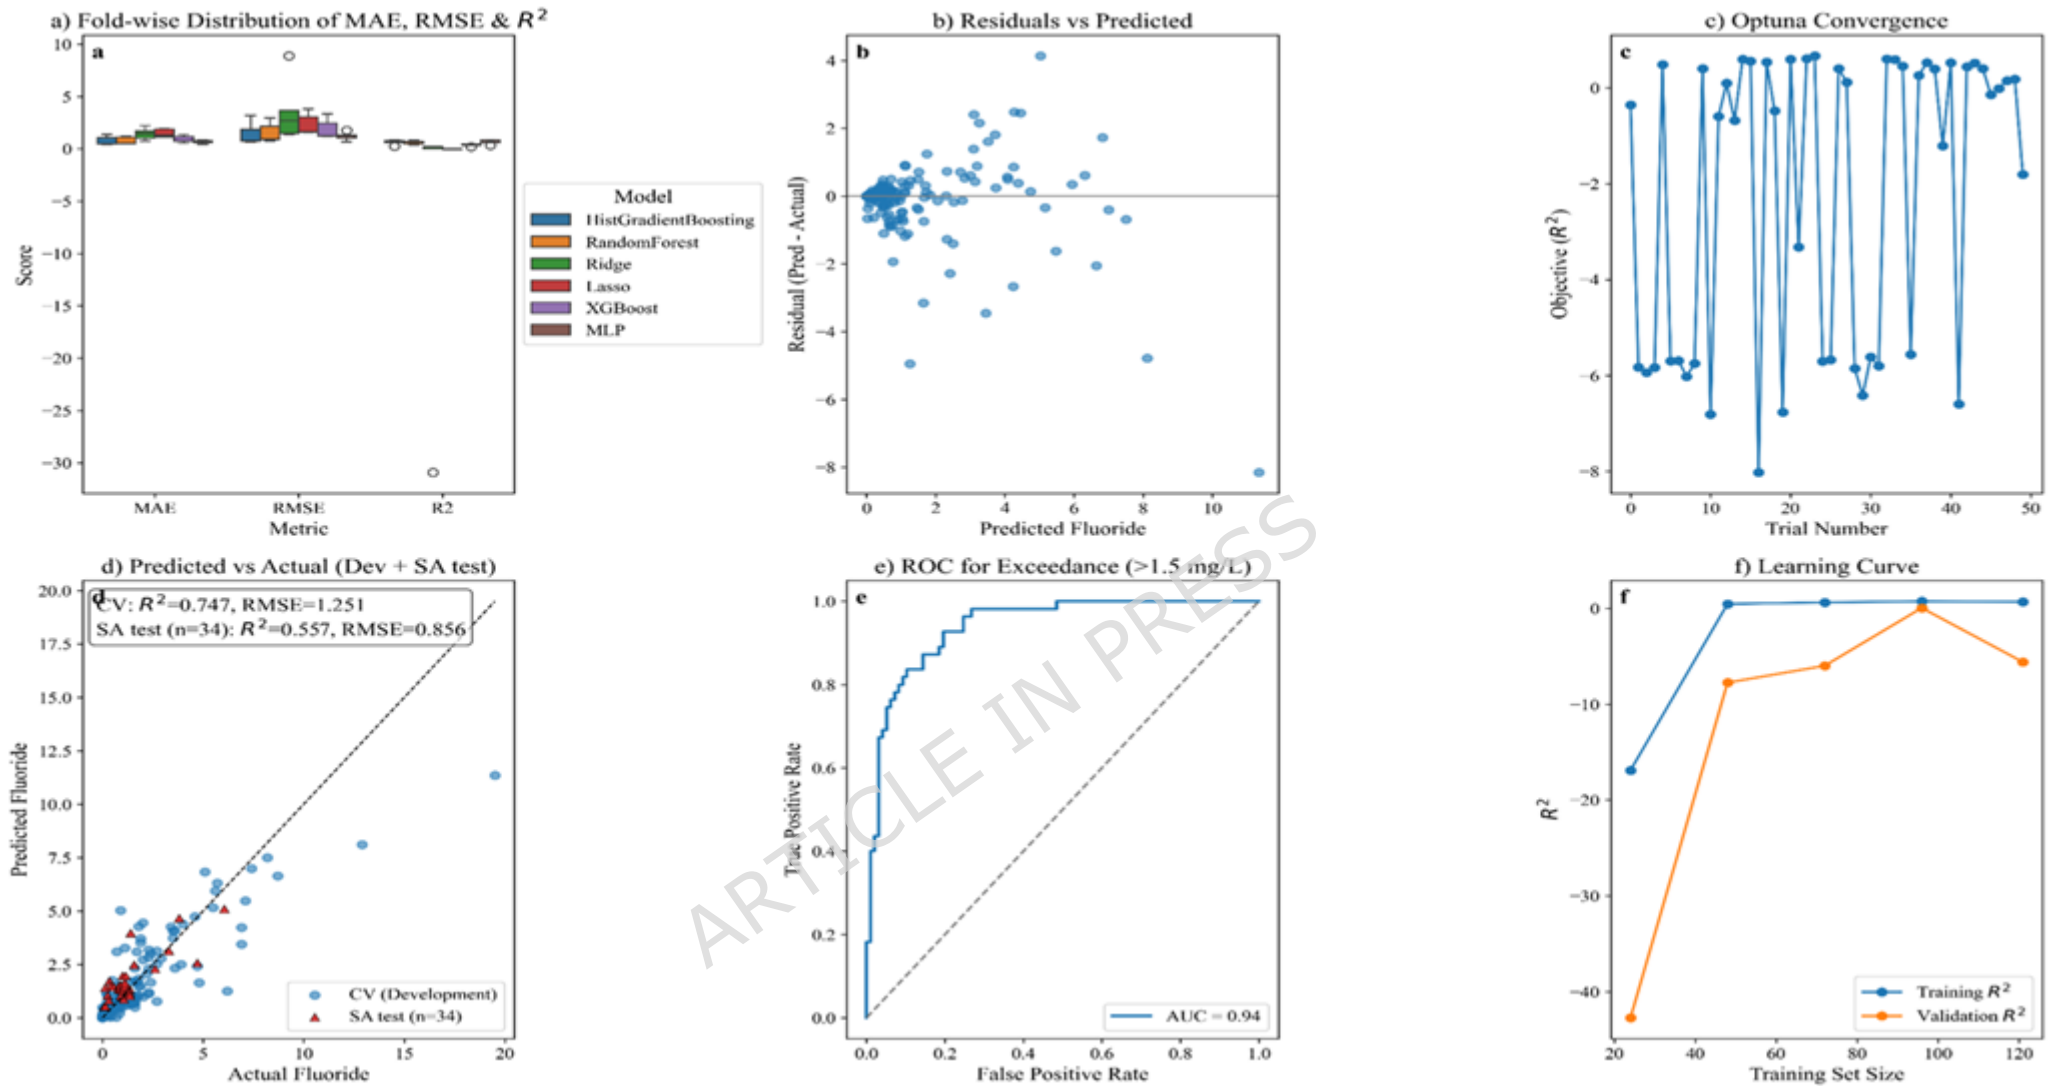 a) Fold-wise Distribution of MAE, RMSE & R²
a
10
5
0
−5
−10
−15
−20
−25
−30
Score
MAE
RMSE
R2
Metric
Model
HistGradientBoosting
RandomForest
Ridge
Lasso
XGBoost
MLP
b) Residuals vs Predicted
b
4
2
0
−2
−4
−6
−8
Residual (Pred - Actual)
0 2 4 6 8 10
Predicted Fluoride
c) Optuna Convergence
c
0
−2
−4
−6
−8
Objective (R²)
0 10 20 30 40 50
Trial Number
d) Predicted vs Actual (Dev + SA test)
d
CV: R²=0.747, RMSE=1.251
SA test (n=34): R²=0.557, RMSE=0.856
20.0
17.5
15.0
12.5
10.0
7.5
5.0
2.5
0.0
Predicted Fluoride
CV (Development)
SA test (n=34)
0 5 10 15 20
Actual Fluoride
e) ROC for Exceedance (>1.5 mg/L)
e
1.0
0.8
0.6
0.4
0.2
0.0
True Positive Rate
AUC = 0.94
0.0 0.2 0.4 0.6 0.8 1.0
False Positive Rate
f) Learning Curve
f
0
−10
−20
−30
−40
R²
Training R²
Validation R²
20 40 60 80 100 120
Training Set Size
ARTICLE IN PRESS